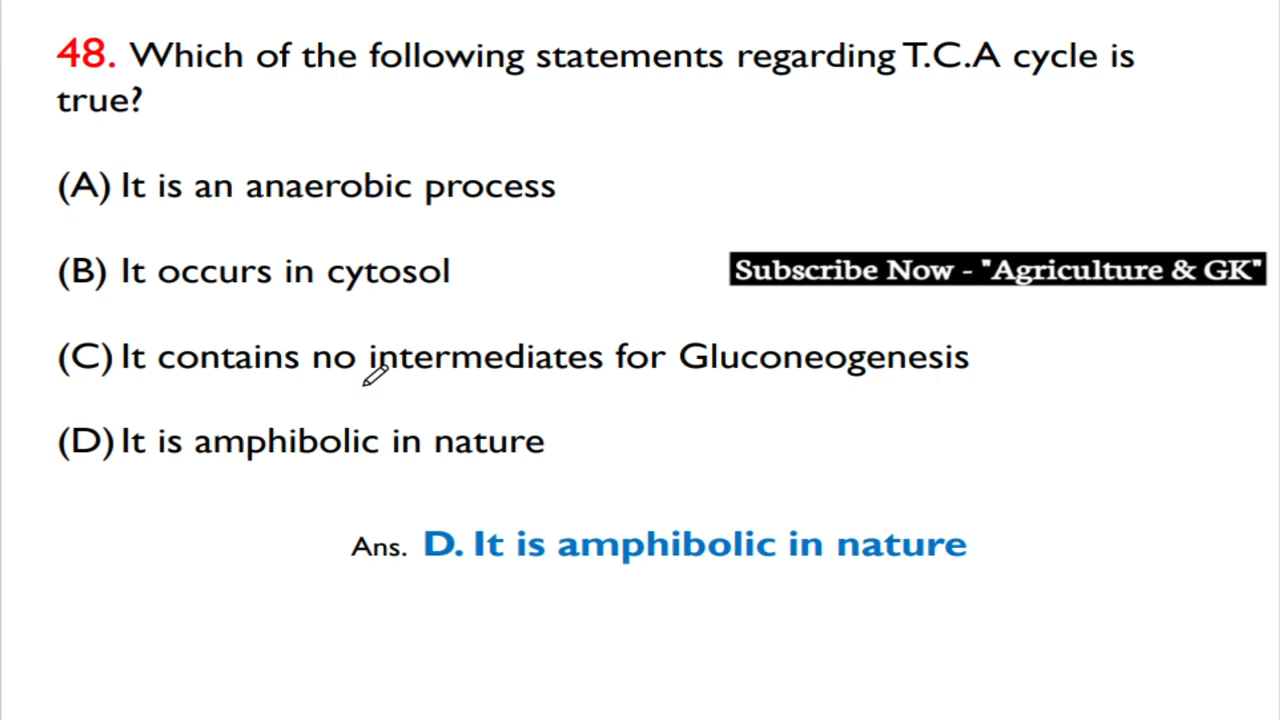 48. Which of the following statements regarding T.C.A cycle is
true?
(A) It is an anaerobic process
(B) It occurs in cytosol
Subscribe Now - "Agriculture & GK"
(C) It contains no intermediates for Gluconeogenesis
(D) It is amphibolic in nature
Ans. D. It is amphibolic in nature